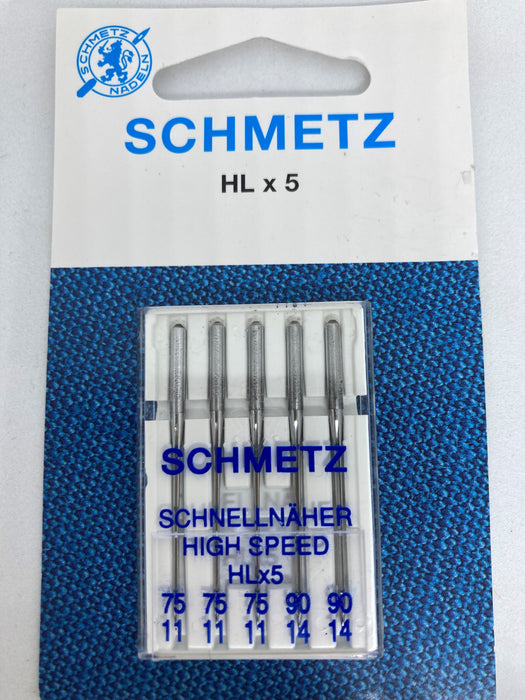 SCHMETZ
NADELN
SCHMETZ
HL x 5
SCHMETZ
SCHNELLNÄHER
HIGH SPEED
HLx5
75 75 75 90 90
11 11 11 14 14